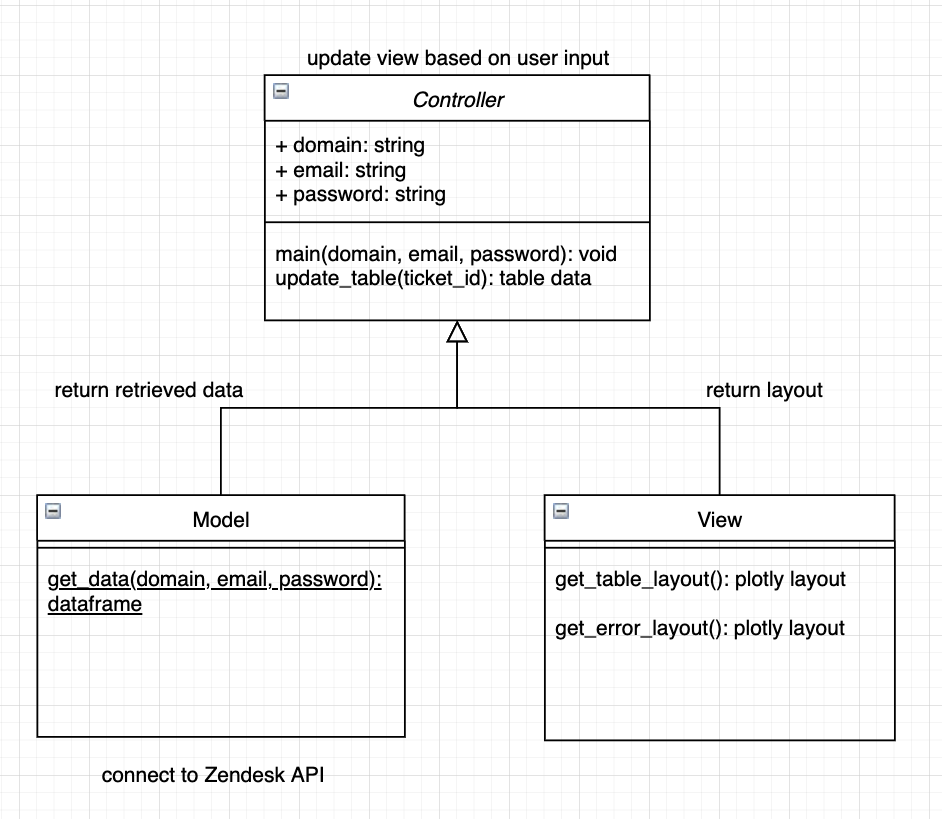 update view based on user input
Controller
+ domain: string
+ email: string
+ password: string
main(domain, email, password): void
update_table(ticket_id): table data
return retrieved data
return layout
Model
get_data(domain, email, password):
dataframe
View
get_table_layout(): plotly layout
get_error_layout(): plotly layout
connect to Zendesk API